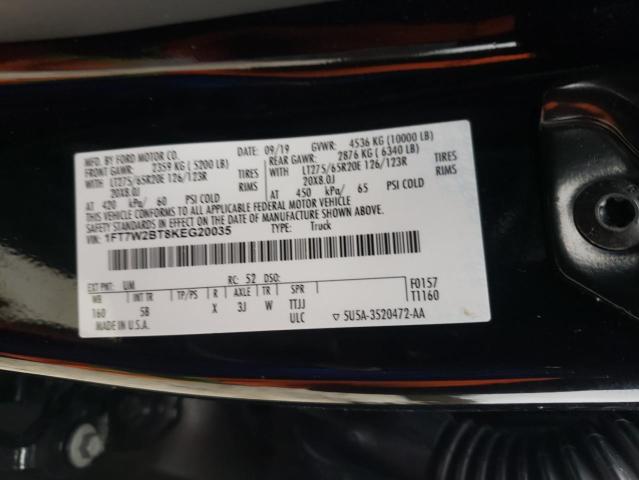 MFD. BY FORD MOTOR CO.
DATE: 09/19 GVWR: 4536 KG (10000 LB)
FRONT GAWR: 2359 KG (5200 LB) REAR GAWR: 2876 KG (6340 LB)
WITH LT275/65R20E 126/123R TIRES WITH LT275/65R20E 126/123R TIRES
20X8.0J RIMS 20X8.0J RIMS
AT 420 kPa/ 60 PSI COLD AT 450 kPa/ 65 PSI COLD
THIS VEHICLE CONFORMS TO ALL APPLICABLE FEDERAL MOTOR VEHICLE
SAFETY STANDARDS IN EFFECT ON THE DATE OF MANUFACTURE SHOWN ABOVE.
VIN: 1FT7W2BT8KEG20035 TYPE: Truck
EXT PNT: UM RC: 52 DSO: F0157
WB INT TR TP/PS R AXLE TR SPR T1160
160 5B X 3J W TTJJ
MADE IN U.S.A. ULC ▽ 5U5A-3520472-AA